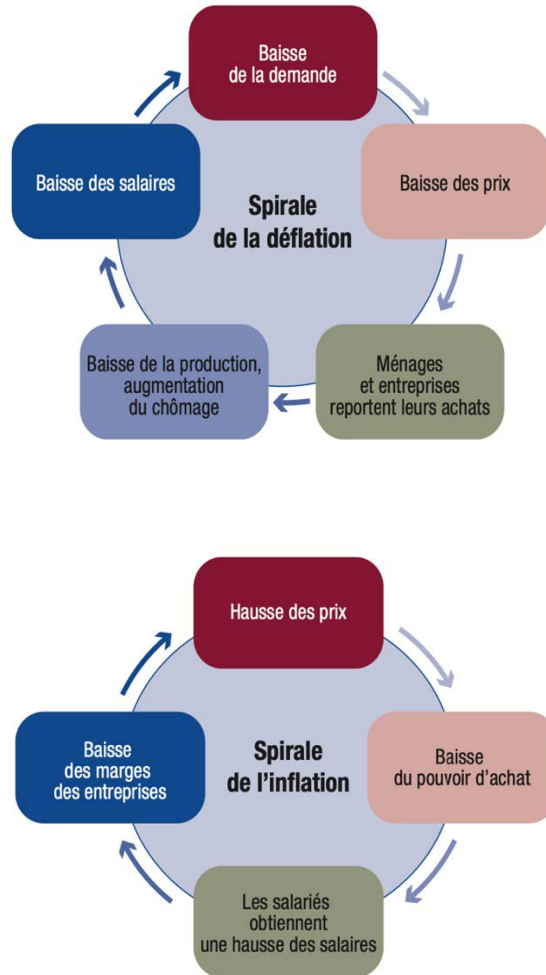 Baisse
de la demande
Baisse des prix
Ménages
et entreprises
reportent leurs achats
Baisse de la production,
augmentation
du chômage
Baisse des salaires
Spirale
de la déflation
Hausse des prix
Baisse
du pouvoir d'achat
Les salariés
obtiennent
une hausse des salaires
Baisse
des marges
des entreprises
Spirale
de l'inflation